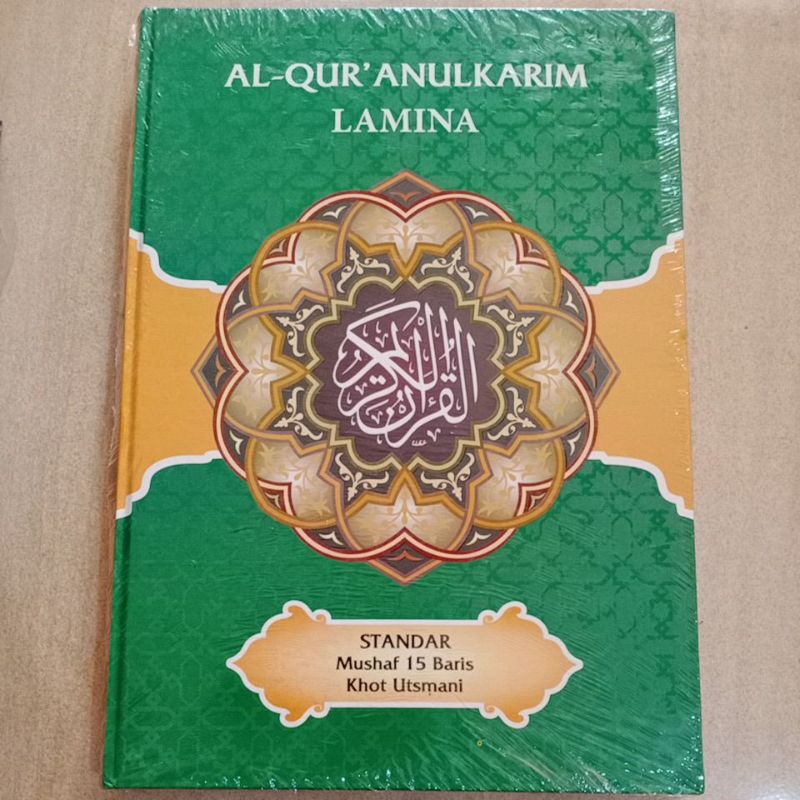 AL-QUR'ANULKARIM
LAMINA
القرآن الكريم
STANDAR
Mushaf 15 Baris
Khot Utsmani